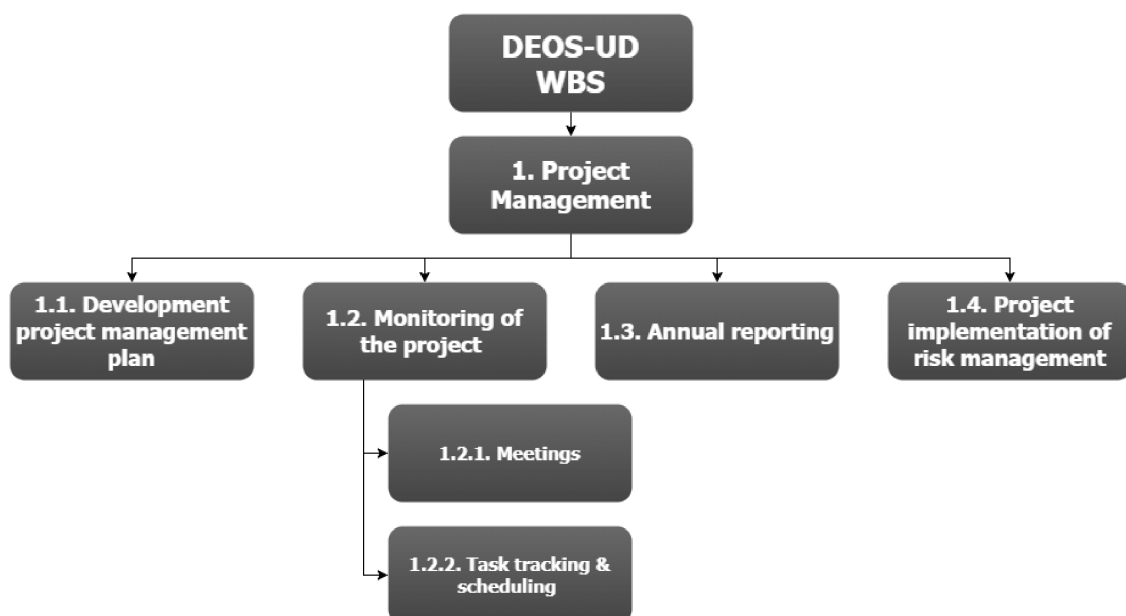 DEOS-UD
WBS
1. Project
Management
1.1. Development
project management
plan
1.2. Monitoring of
the project
1.3. Annual reporting
1.4. Project
implementation of
risk management
1.2.1. Meetings
1.2.2. Task tracking &
scheduling